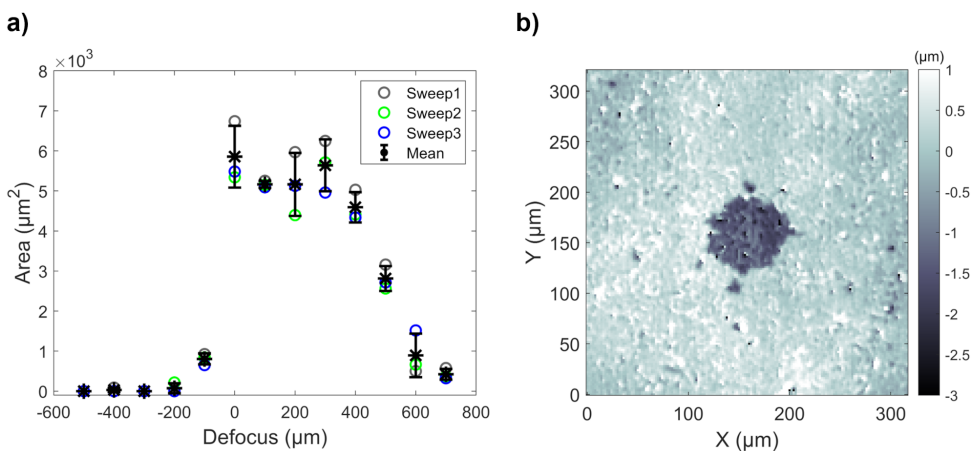 a)
×10³
8
7
6
5
4
3
2
1
0
Area (µm²)
-600 -400 -200 0 200 400 600 800
Defocus (µm)
Sweep1
Sweep2
Sweep3
Mean
b)
300
250
200
150
100
50
0
Y (µm)
0 100 200 300
X (µm)
(µm)
1
0.5
0
-0.5
-1
-1.5
-2
-2.5
-3